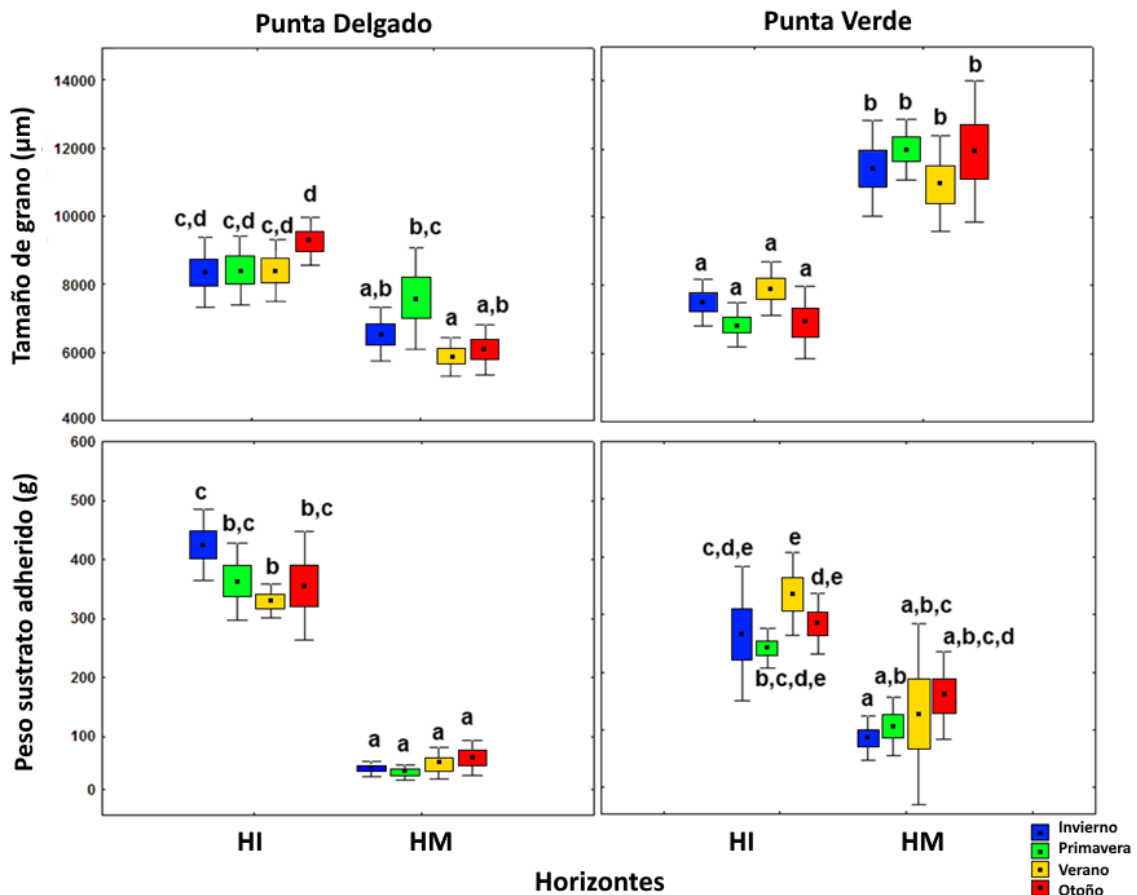 Punta Delgado
Punta Verde
Tamaño de grano (µm)
14000
12000
10000
8000
6000
4000
c,d
c,d
c,d
d
a,b
b,c
a
a,b
a
a
a
a
b
b
b
b
Peso sustrato adherido (g)
600
500
400
300
200
100
0
c
b,c
b
b,c
a
a
a
a
c,d,e
b,c,d,e
e
d,e
a
a,b
a,b,c
a,b,c,d
HI
HM
HI
HM
Horizontes
Invierno
Primavera
Verano
Otoño